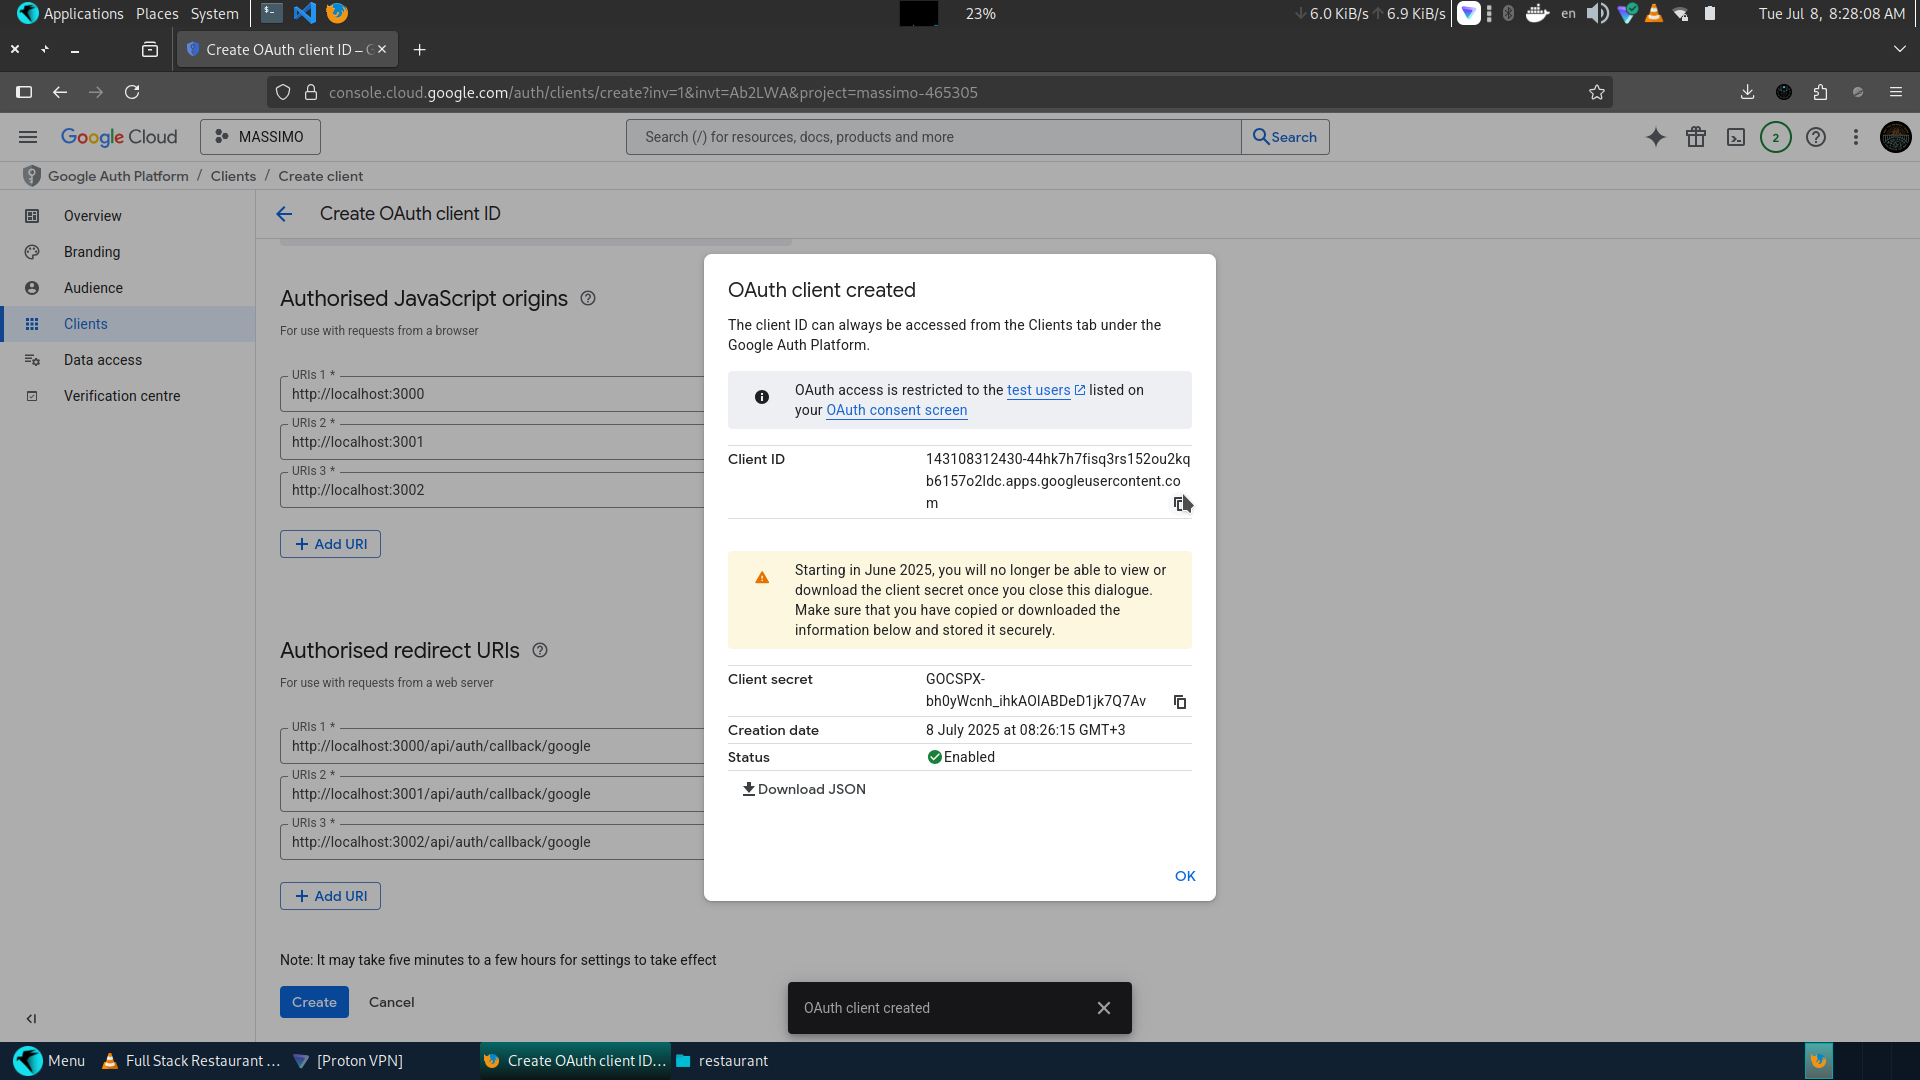 Applications Places System
23%
6.0 KiB/s 6.9 KiB/s
en
Tue Jul 8, 8:28:08 AM
Create OAuth client ID – G
console.cloud.google.com/auth/clients/create?inv=1&invt=Ab2LWA&project=massimo-465305
Google Cloud
MASSIMO
Search (/) for resources, docs, products and more
Search
2
Google Auth Platform / Clients / Create client
Overview
Branding
Audience
Clients
Data access
Verification centre
Create OAuth client ID
Authorised JavaScript origins
For use with requests from a browser
URIs 1 *
http://localhost:3000
URIs 2 *
http://localhost:3001
URIs 3 *
http://localhost:3002
Add URI
Authorised redirect URIs
For use with requests from a web server
URIs 1 *
http://localhost:3000/api/auth/callback/google
URIs 2 *
http://localhost:3001/api/auth/callback/google
URIs 3 *
http://localhost:3002/api/auth/callback/google
Add URI
Note: It may take five minutes to a few hours for settings to take effect
Create Cancel
OAuth client created
The client ID can always be accessed from the Clients tab under the
Google Auth Platform.
OAuth access is restricted to the test users listed on
your OAuth consent screen
Client ID
143108312430-44hk7h7fisq3rs152ou2kq
b6157o2ldc.apps.googleusercontent.co
m
Starting in June 2025, you will no longer be able to view or
download the client secret once you close this dialogue.
Make sure that you have copied or downloaded the
information below and stored it securely.
Client secret
GOCSPX-
bh0yWcnh_ihkAOIABDeD1jk7Q7Av
Creation date 8 July 2025 at 08:26:15 GMT+3
Status Enabled
Download JSON
OK
OAuth client created
Menu
Full Stack Restaurant ...
[Proton VPN]
Create OAuth client ID...
restaurant